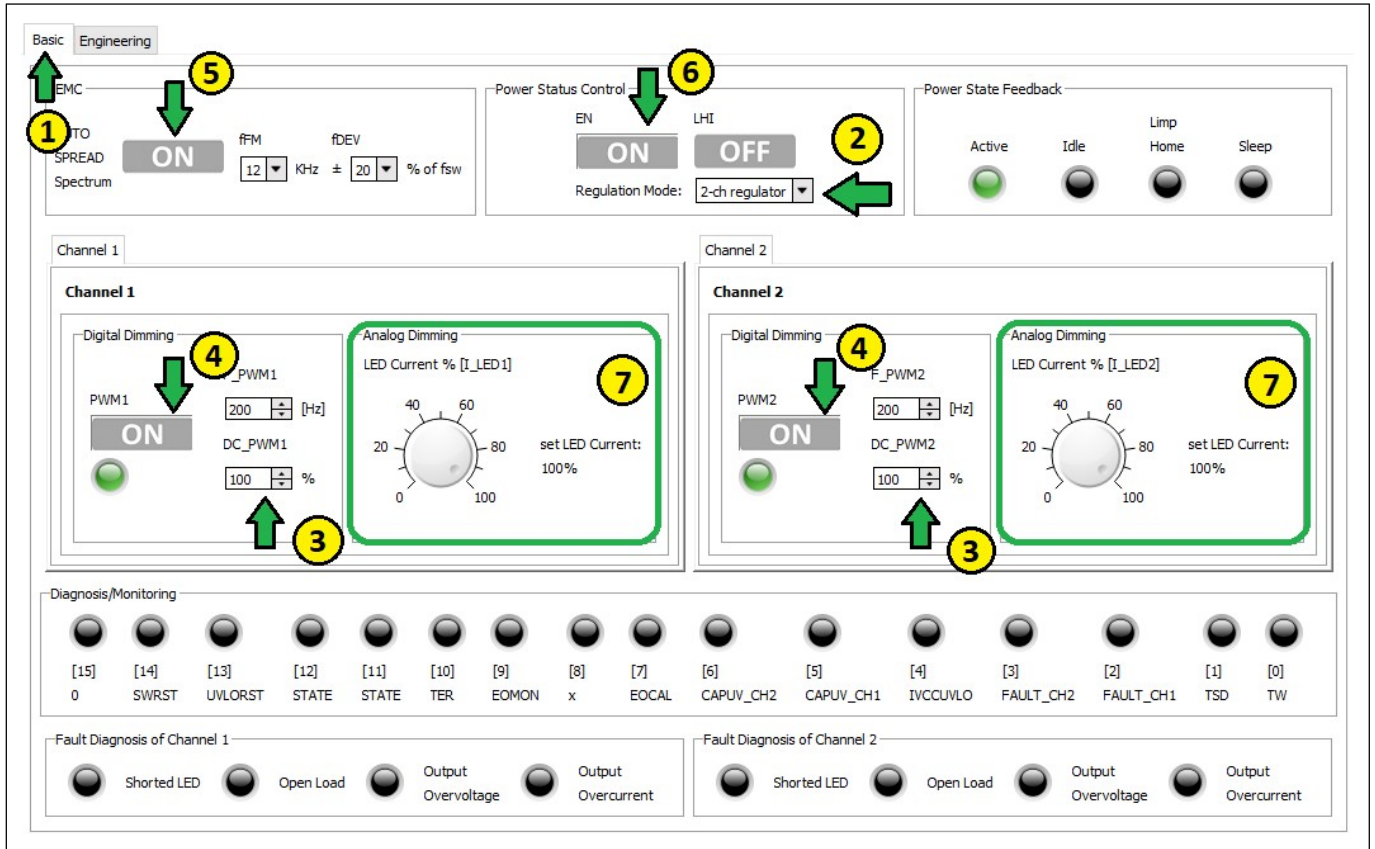 Basic Engineering
5
6
EMC
Power Status Control
Power State Feedback
1
EN LHI
2
Limp
SPREAD
Spectrum
ON
fFM fDEV
12 KHz ± 20 % of fsw
ON OFF
Active Idle Home Sleep
Regulation Mode: 2-ch regulator
Channel 1
Channel 2
Channel 1
Channel 2
Digital Dimming
4
Analog Dimming
Digital Dimming
4
Analog Dimming
_PWM1
LED Current % [I_LED1]
7
F_PWM2
LED Current % [I_LED2]
7
PWM1
200 [Hz]
40 60
PWM2
200 [Hz]
40 60
ON
DC_PWM1
20 80
set LED Current:
ON
DC_PWM2
20 80
set LED Current:
100 %
100%
100 %
100%
0 100
0 100
3
3
Diagnosis/Monitoring
[15] [14] [13] [12] [11] [10] [9] [8] [7] [6] [5] [4] [3] [2] [1] [0]
0 SWRST UVLORST STATE STATE TER EOMON x EOCAL CAPUV_CH2 CAPUV_CH1 IVCCUVLO FAULT_CH2 FAULT_CH1 TSD TW
Fault Diagnosis of Channel 1
Fault Diagnosis of Channel 2
Shorted LED Open Load Output Overvoltage Output Overcurrent
Shorted LED Open Load Output Overvoltage Output Overcurrent